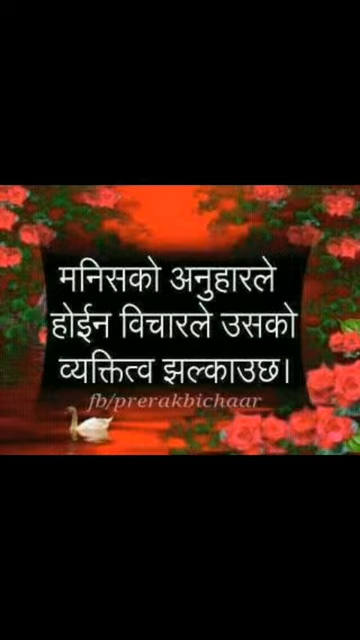 मनिसको अनुहारले
होईन विचारले उसको
व्यक्तित्व झल्काउछ।
fb/prerakbichaar